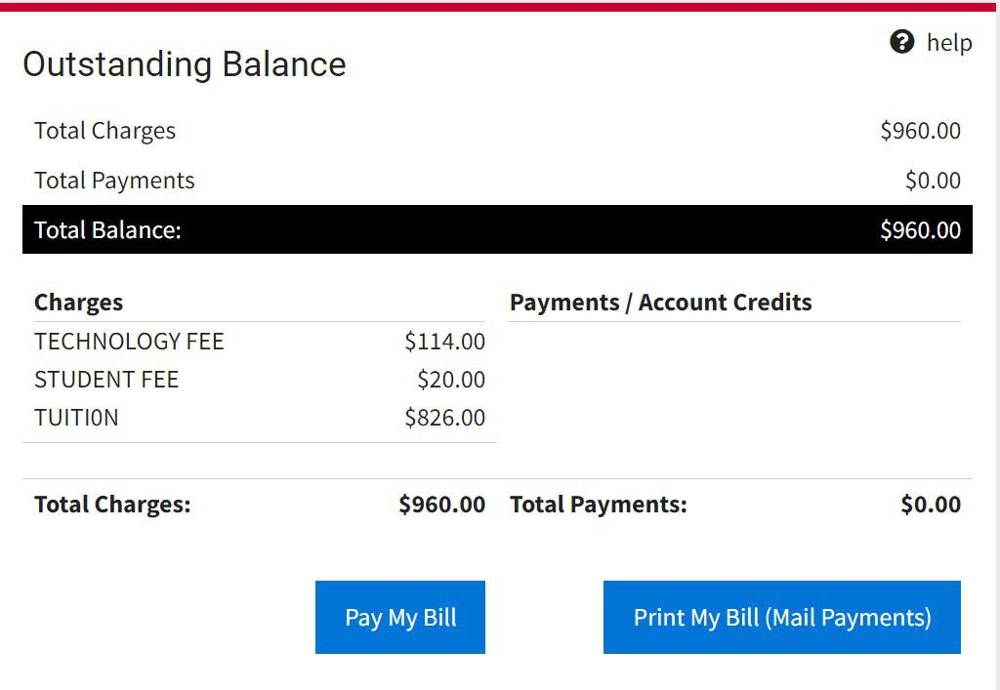 help
Outstanding Balance
Total Charges $960.00
Total Payments $0.00
Total Balance: $960.00
Charges Payments / Account Credits
TECHNOLOGY FEE $114.00
STUDENT FEE $20.00
TUITI0N $826.00
Total Charges: $960.00 Total Payments: $0.00
Pay My Bill Print My Bill (Mail Payments)